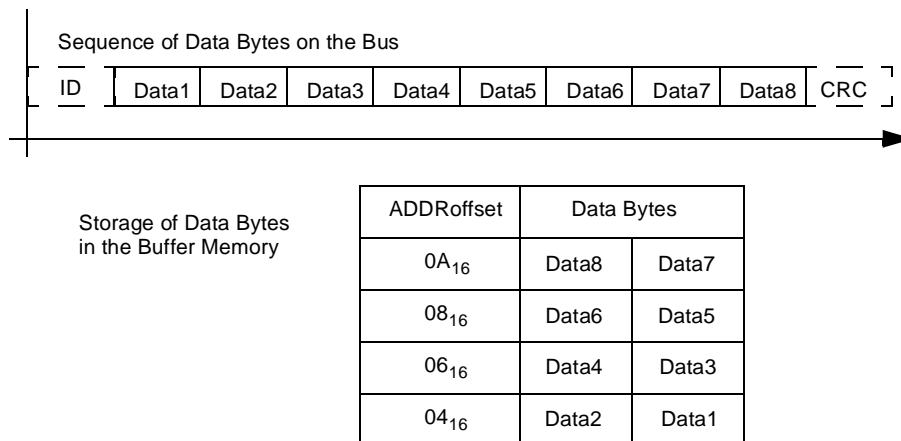 Sequence of Data Bytes on the Bus
ID Data1 Data2 Data3 Data4 Data5 Data6 Data7 Data8 CRC
Storage of Data Bytes
in the Buffer Memory
ADDRoffset Data Bytes
0A₁₆ Data8 Data7
08₁₆ Data6 Data5
06₁₆ Data4 Data3
04₁₆ Data2 Data1